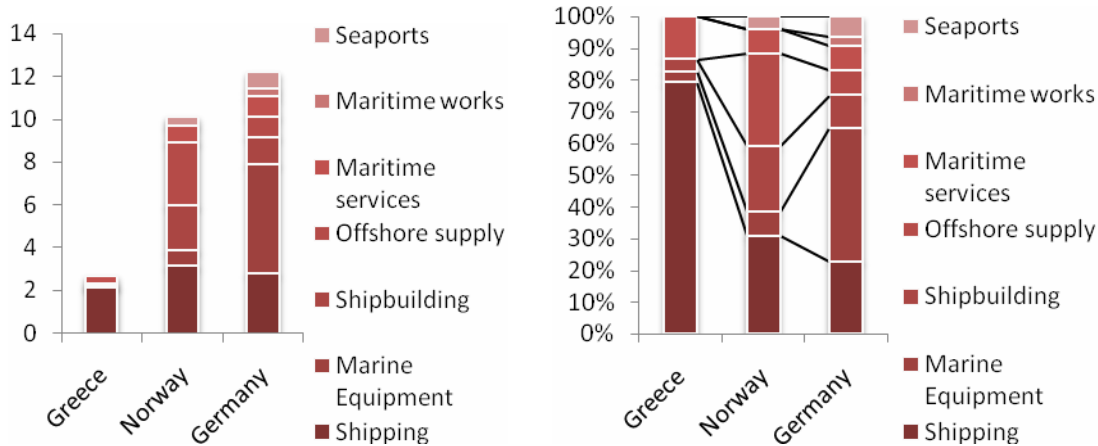 14
12
10
8
6
4
2
0
Greece
Norway
Germany
Seaports
Maritime works
Maritime
services
Offshore supply
Shipbuilding
Marine
Equipment
Shipping
100%
90%
80%
70%
60%
50%
40%
30%
20%
10%
0%
Greece
Norway
Germany
Seaports
Maritime works
Maritime
services
Offshore supply
Shipbuilding
Marine
Equipment
Shipping